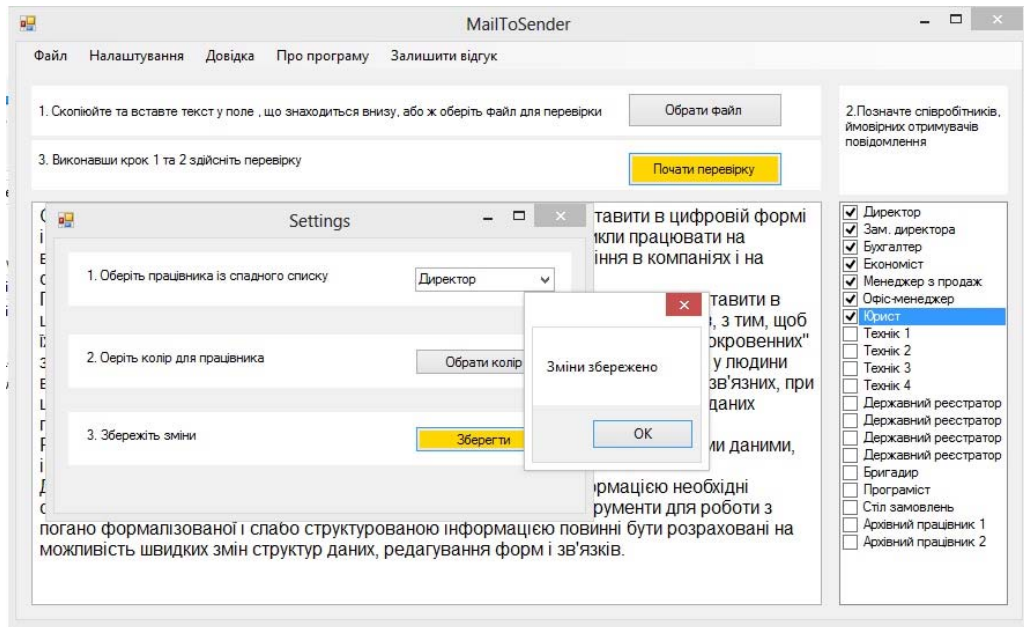 MailToSender
Файл Налаштування Довідка Про програму Залишити відгук
1. Скопіюйте та вставте текст у поле , що знаходиться внизу, або ж оберіть файл для перевірки
Обрати файл
3. Виконавши крок 1 та 2 здійсніть перевірку
Почати перевірку
2.Позначте співробітників,
ймовірних отримувачів
повідомлення
Settings
1. Оберіть працівника із спадного списку
Директор
2. Оеріть колір для працівника
Обрати колір
3. Збережіть зміни
Зберегти
Зміни збережено
OK
тавити в цифровій формі
икли працювати на
іння в компаніях і на
тавити в
, з тим, щоб
окровенних"
у людини
зв'язних, при
даних
ми даними,
рмацією необхідні
рументи для роботи з
погано формалізованої і слабо структурованою інформацією повинні бути розраховані на
можливість швидких змін структур даних, редагування форм і зв'язків.
Директор
Зам. директора
Бухгалтер
Економіст
Менеджер з продаж
Офіс-менеджер
Юрист
Технік 1
Технік 2
Технік 3
Технік 4
Державний реєстратор
Державний реєстратор
Державний реєстратор
Державний реєстратор
Бригадир
Програміст
Стіл замовлень
Архівний працівник 1
Архівний працівник 2